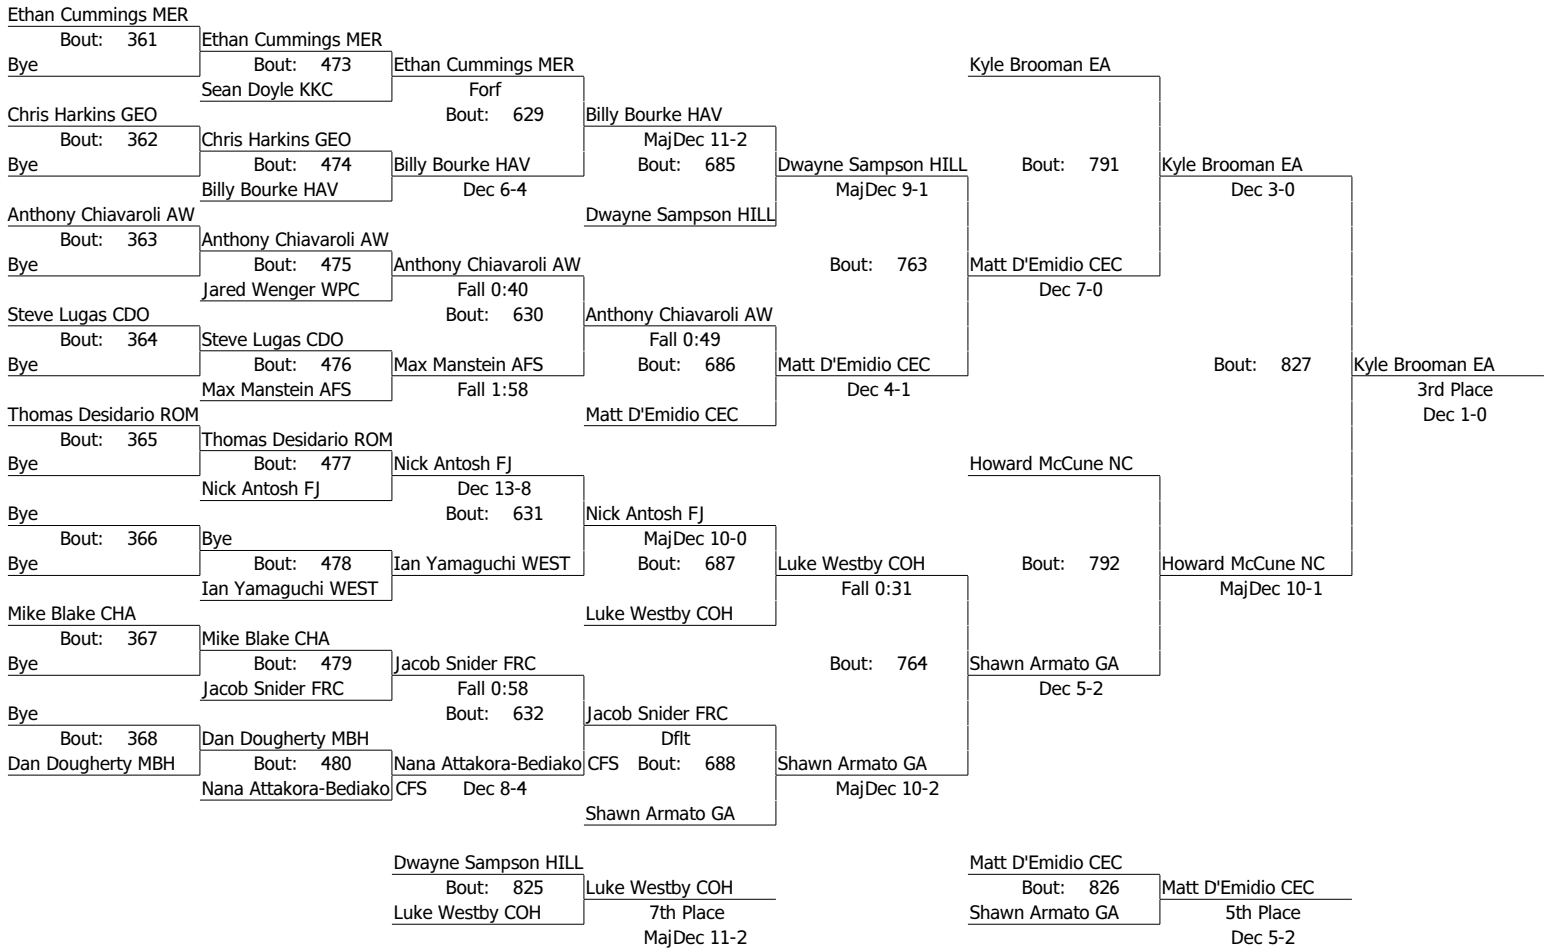 Ethan Cummings MER
Bout: 361 Ethan Cummings MER
Bye Bout: 473 Ethan Cummings MER Kyle Brooman EA
Sean Doyle KKC Forf
Chris Harkins GEO Bout: 629 Billy Bourke HAV
Bout: 362 Chris Harkins GEO MajDec 11-2
Bye Bout: 474 Billy Bourke HAV Bout: 685 Dwayne Sampson HILL Bout: 791 Kyle Brooman EA
Billy Bourke HAV Dec 6-4 MajDec 9-1 Dec 3-0
Anthony Chiavaroli AW Dwayne Sampson HILL
Bout: 363 Anthony Chiavaroli AW
Bye Bout: 475 Anthony Chiavaroli AW Bout: 763 Matt D'Emidio CEC
Jared Wenger WPC Fall 0:40 Dec 7-0
Steve Lugas CDO Bout: 630 Anthony Chiavaroli AW
Bout: 364 Steve Lugas CDO Fall 0:49
Bye Bout: 476 Max Manstein AFS Bout: 686 Matt D'Emidio CEC Bout: 827 Kyle Brooman EA
Max Manstein AFS Fall 1:58 Dec 4-1 3rd Place
Thomas Desidario ROM Matt D'Emidio CEC Dec 1-0
Bout: 365 Thomas Desidario ROM
Bye Bout: 477 Nick Antosh FJ Howard McCune NC
Nick Antosh FJ Dec 13-8
Bye Bout: 631 Nick Antosh FJ
Bout: 366 Bye MajDec 10-0
Bye Bout: 478 Ian Yamaguchi WEST Bout: 687 Luke Westby COH Bout: 792 Howard McCune NC
Ian Yamaguchi WEST Fall 0:31 MajDec 10-1
Mike Blake CHA Luke Westby COH
Bout: 367 Mike Blake CHA
Bye Bout: 479 Jacob Snider FRC Bout: 764 Shawn Armato GA
Jacob Snider FRC Fall 0:58 Dec 5-2
Bye Bout: 632 Jacob Snider FRC
Bout: 368 Dan Dougherty MBH Dflt
Dan Dougherty MBH Bout: 480 Nana Attakora-Bediako CFS Bout: 688 Shawn Armato GA
Nana Attakora-Bediako CFS Dec 8-4 MajDec 10-2
Shawn Armato GA
Dwayne Sampson HILL Matt D'Emidio CEC
Bout: 825 Luke Westby COH Bout: 826 Matt D'Emidio CEC
Luke Westby COH 7th Place Shawn Armato GA 5th Place
MajDec 11-2 Dec 5-2